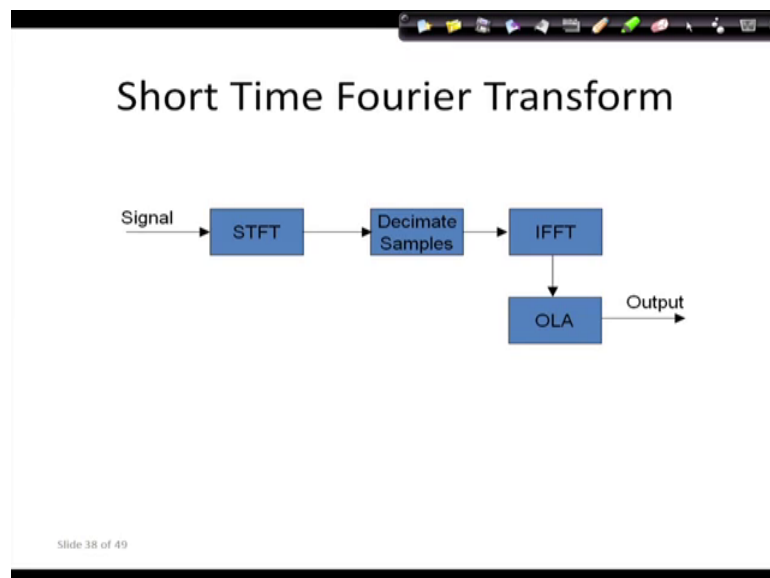 Short Time Fourier Transform
Signal
STFT
Decimate
Samples
IFFT
OLA
Output
Slide 38 of 49